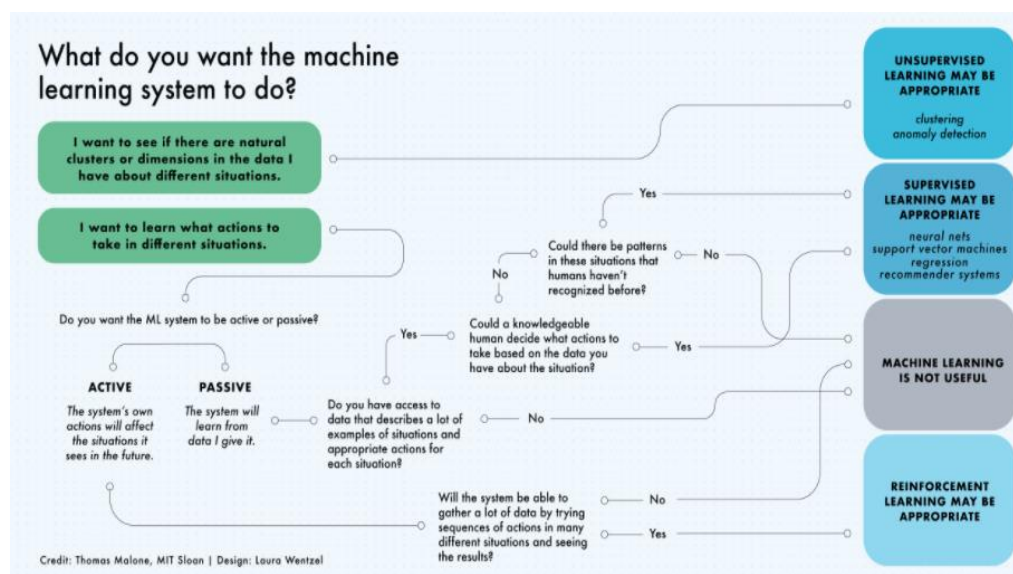 What do you want the machine
learning system to do?
I want to see if there are natural
clusters or dimensions in the data I
have about different situations.
I want to learn what actions to
take in different situations.
Do you want the ML system to be active or passive?
ACTIVE
The system's own
actions will affect
the situations it
sees in the future.
PASSIVE
The system will
learn from
data I give it.
Do you have access to
data that describes a lot of
examples of situations and
appropriate actions for
each situation?
Yes
No
Could a knowledgeable
human decide what actions to
take based on the data you
have about the situation?
No
Yes
Could there be patterns
in these situations that
humans haven't
recognized before?
Yes
No
Will the system be able to
gather a lot of data by trying
sequences of actions in many
different situations and seeing
the results?
No
Yes
UNSUPERVISED
LEARNING MAY BE
APPROPRIATE
clustering
anomaly detection
SUPERVISED
LEARNING MAY BE
APPROPRIATE
neural nets
support vector machines
regression
recommender systems
MACHINE LEARNING
IS NOT USEFUL
REINFORCEMENT
LEARNING MAY BE
APPROPRIATE
Credit: Thomas Malone, MIT Sloan | Design: Laura Wentzel